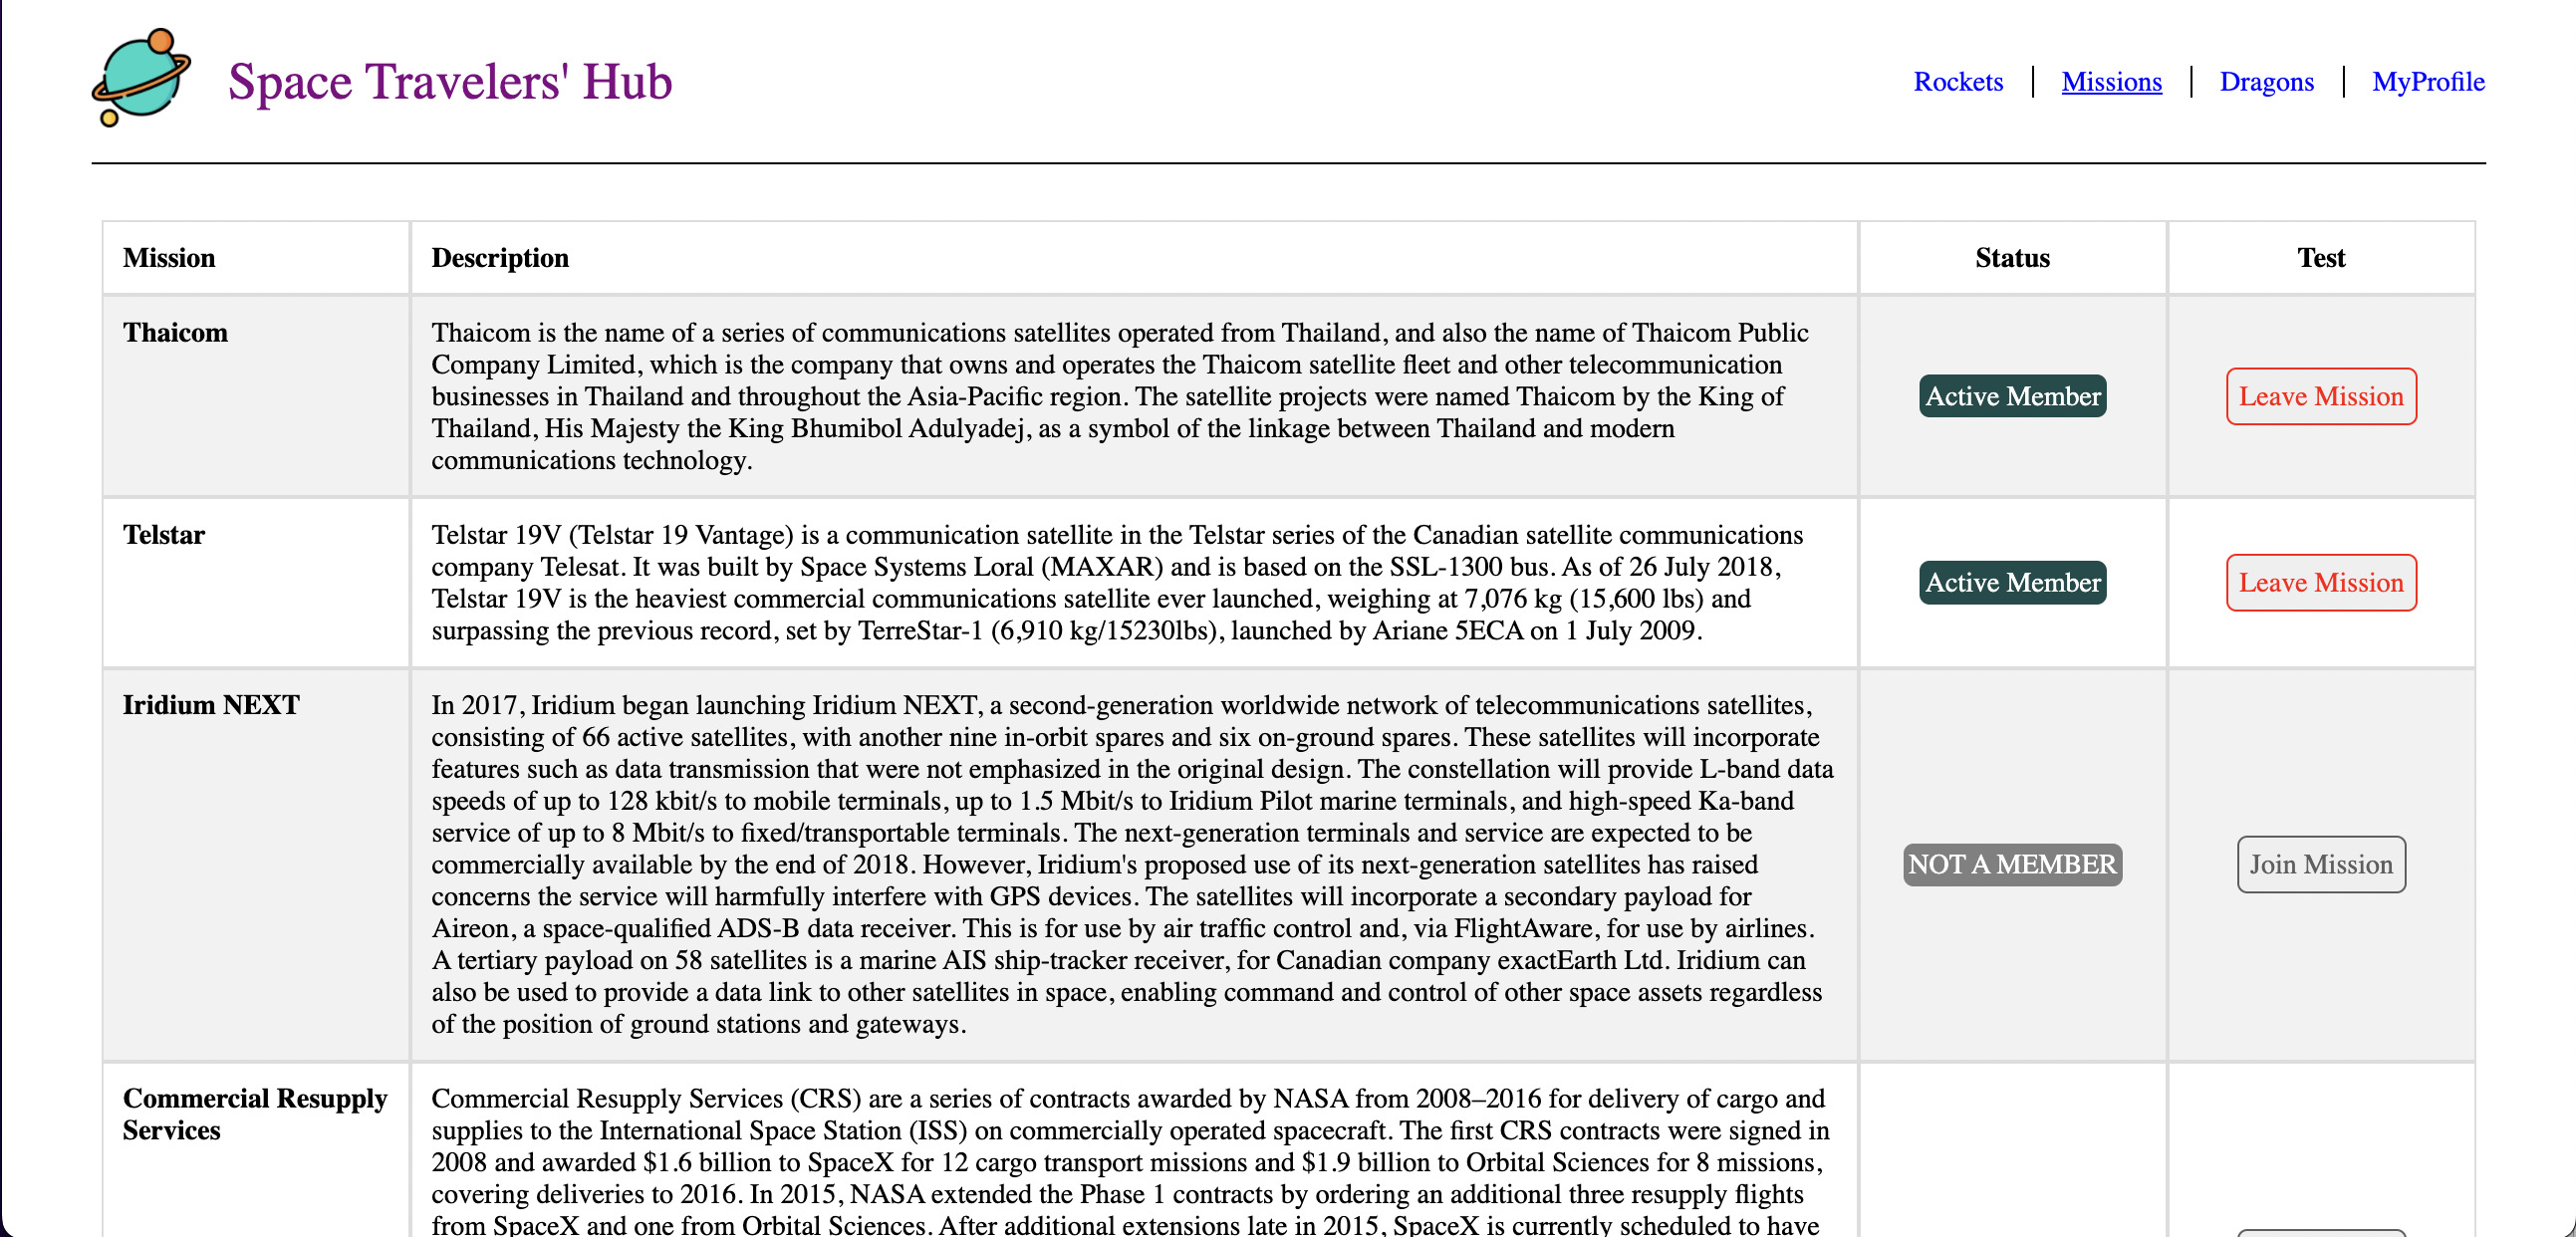 Space Travelers' Hub
Rockets
Missions
Dragons
MyProfile
Mission
Description
Status
Test
Thaicom
Thaicom is the name of a series of communications satellites operated from Thailand, and also the name of Thaicom Public
Company Limited, which is the company that owns and operates the Thaicom satellite fleet and other telecommunication
businesses in Thailand and throughout the Asia-Pacific region. The satellite projects were named Thaicom by the King of
Thailand, His Majesty the King Bhumibol Adulyadej, as a symbol of the linkage between Thailand and modern
communications technology.
Active Member
Leave Mission
Telstar
Telstar 19V (Telstar 19 Vantage) is a communication satellite in the Telstar series of the Canadian satellite communications
company Telesat. It was built by Space Systems Loral (MAXAR) and is based on the SSL-1300 bus. As of 26 July 2018,
Telstar 19V is the heaviest commercial communications satellite ever launched, weighing at 7,076 kg (15,600 lbs) and
surpassing the previous record, set by TerreStar-1 (6,910 kg/15230lbs), launched by Ariane 5ECA on 1 July 2009.
Active Member
Leave Mission
Iridium NEXT
In 2017, Iridium began launching Iridium NEXT, a second-generation worldwide network of telecommunications satellites,
consisting of 66 active satellites, with another nine in-orbit spares and six on-ground spares. These satellites will incorporate
features such as data transmission that were not emphasized in the original design. The constellation will provide L-band data
speeds of up to 128 kbit/s to mobile terminals, up to 1.5 Mbit/s to Iridium Pilot marine terminals, and high-speed Ka-band
service of up to 8 Mbit/s to fixed/transportable terminals. The next-generation terminals and service are expected to be
commercially available by the end of 2018. However, Iridium's proposed use of its next-generation satellites has raised
concerns the service will harmfully interfere with GPS devices. The satellites will incorporate a secondary payload for
Aireon, a space-qualified ADS-B data receiver. This is for use by air traffic control and, via FlightAware, for use by airlines.
A tertiary payload on 58 satellites is a marine AIS ship-tracker receiver, for Canadian company exactEarth Ltd. Iridium can
also be used to provide a data link to other satellites in space, enabling command and control of other space assets regardless
of the position of ground stations and gateways.
NOT A MEMBER
Join Mission
Commercial Resupply
Services
Commercial Resupply Services (CRS) are a series of contracts awarded by NASA from 2008–2016 for delivery of cargo and
supplies to the International Space Station (ISS) on commercially operated spacecraft. The first CRS contracts were signed in
2008 and awarded $1.6 billion to SpaceX for 12 cargo transport missions and $1.9 billion to Orbital Sciences for 8 missions,
covering deliveries to 2016. In 2015, NASA extended the Phase 1 contracts by ordering an additional three resupply flights
from SpaceX and one from Orbital Sciences. After additional extensions late in 2015, SpaceX is currently scheduled to have